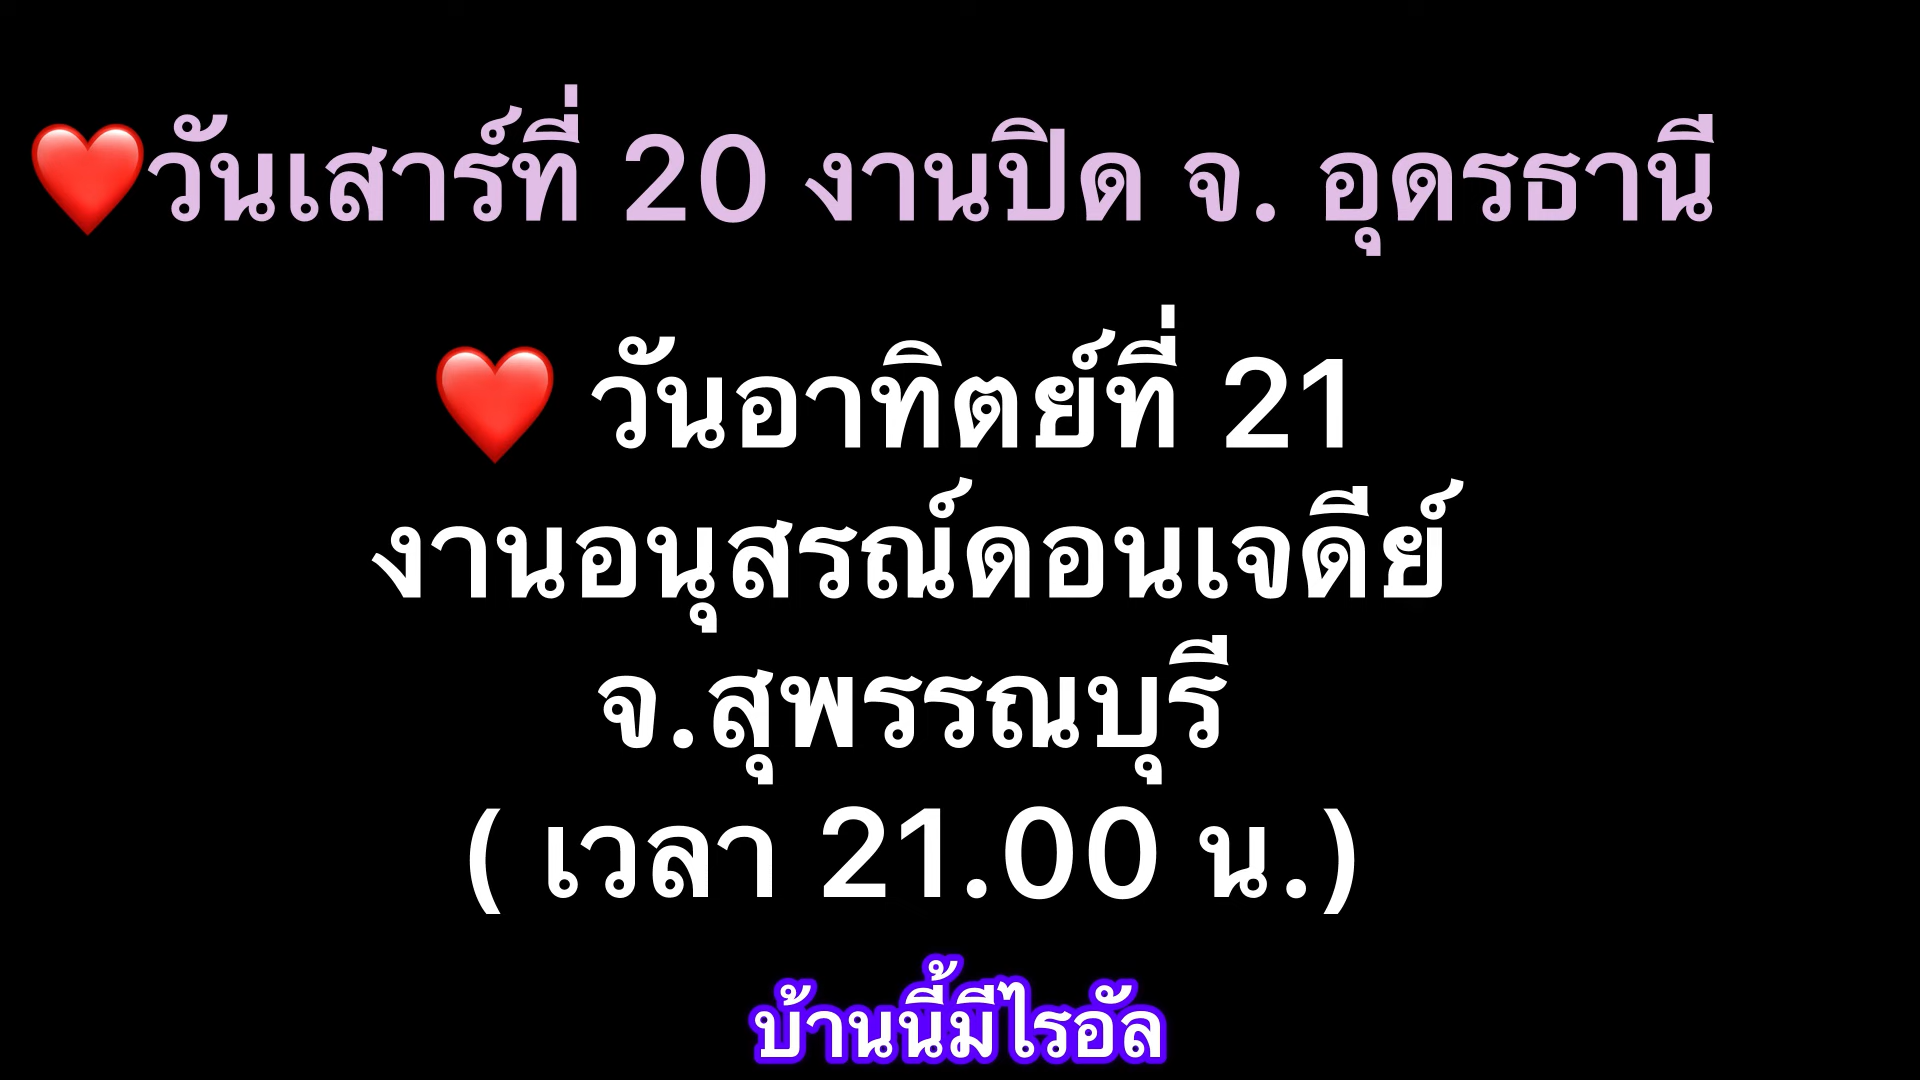 ❤️วันเสาร์ที่ 20 งานปิด จ. อุดรธานี
❤️ วันอาทิตย์ที่ 21
งานอนุสรณ์ดอนเจดีย์
จ.สุพรรณบุรี
( เวลา 21.00 น.)
บ้านนี้มีไรอัล